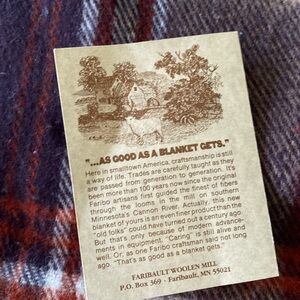 "...AS GOOD AS A BLANKET GETS."
Here in smalltown America, craftsmanship is still
a way of life. Trades are carefully taught as they
are passed from generation to generation. It's
been more than 100 years now since the original
Faribo artisans first guided the finest of fibers
through the looms in the mill on southern
Minnesota's Cannon River. Actually, this new
blanket of yours is an even finer product than the
"old folks" could have turned out a century ago.
But that's only because of modern advance-
ments in equipment. "Caring" is still alive and
well. Or, as one Faribo craftsman said not long
ago. "That's as good as a blanket gets."
FARIBAULT WOOLEN MILL
P.O. Box 369 · Faribault, MN 55021